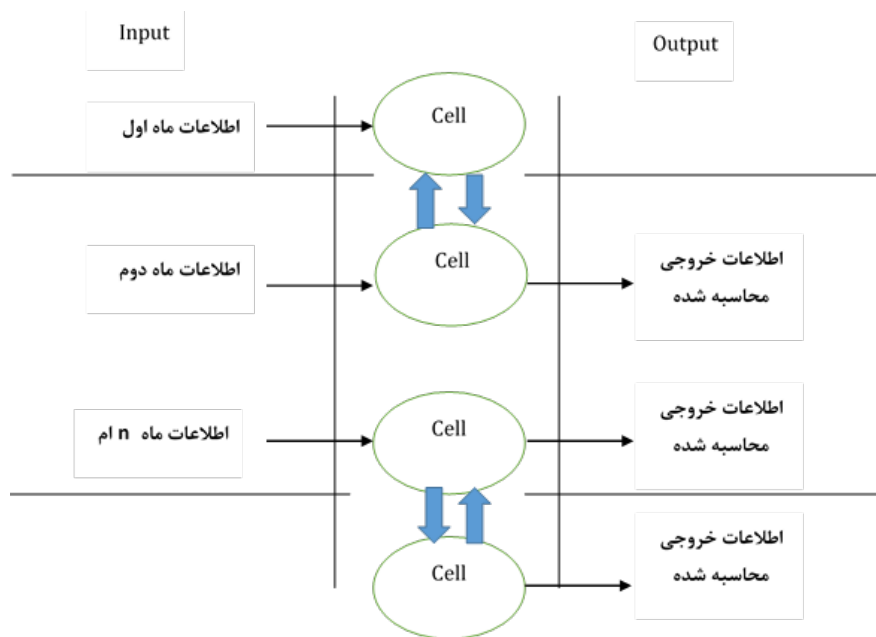 Input
Output
اطلاعات ماه اول
Cell
اطلاعات ماه دوم
Cell
اطلاعات خروجی
محاسبه شده
اطلاعات ماه n ام
Cell
اطلاعات خروجی
محاسبه شده
Cell
اطلاعات خروجی
محاسبه شده